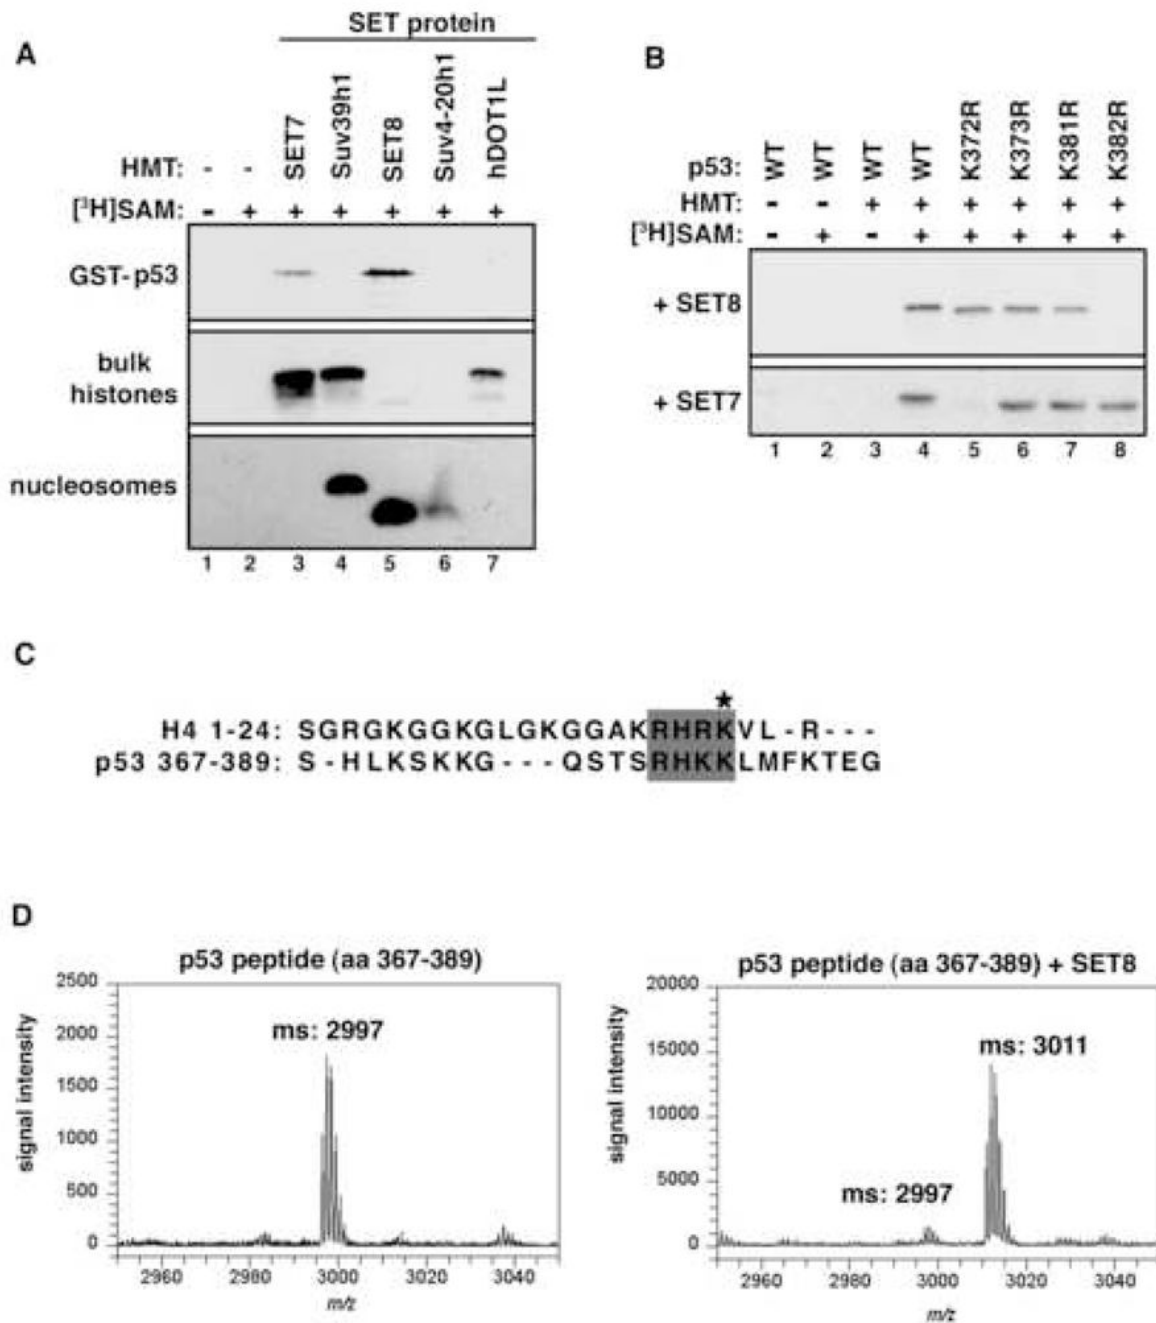 A
SET protein
HMT: - - SET7 Suv39h1 SET8 Suv4-20h1 hDOT1L
[³H]SAM: - + + + + + +
GST-p53
bulk
histones
nucleosomes
1 2 3 4 5 6 7
B
p53: WT WT WT WT K372R K373R K381R K382R
HMT: - - + + + + + +
[³H]SAM: - + - + + + + +
+ SET8
+ SET7
1 2 3 4 5 6 7 8
C
★
H4 1-24: SGRGKGGKGLGKGGAKRHRKVL-R---
p53 367-389: S-HLKSKKG---QSTSRHKKLMFKTEG
D
p53 peptide (aa 367-389)
2500
2000
1500
1000
500
0
signal intensity
ms: 2997
2960 2980 3000 3020 3040
m/z
p53 peptide (aa 367-389) + SET8
20000
15000
10000
5000
0
signal intensity
ms: 3011
ms: 2997
2960 2980 3000 3020 3040
m/z